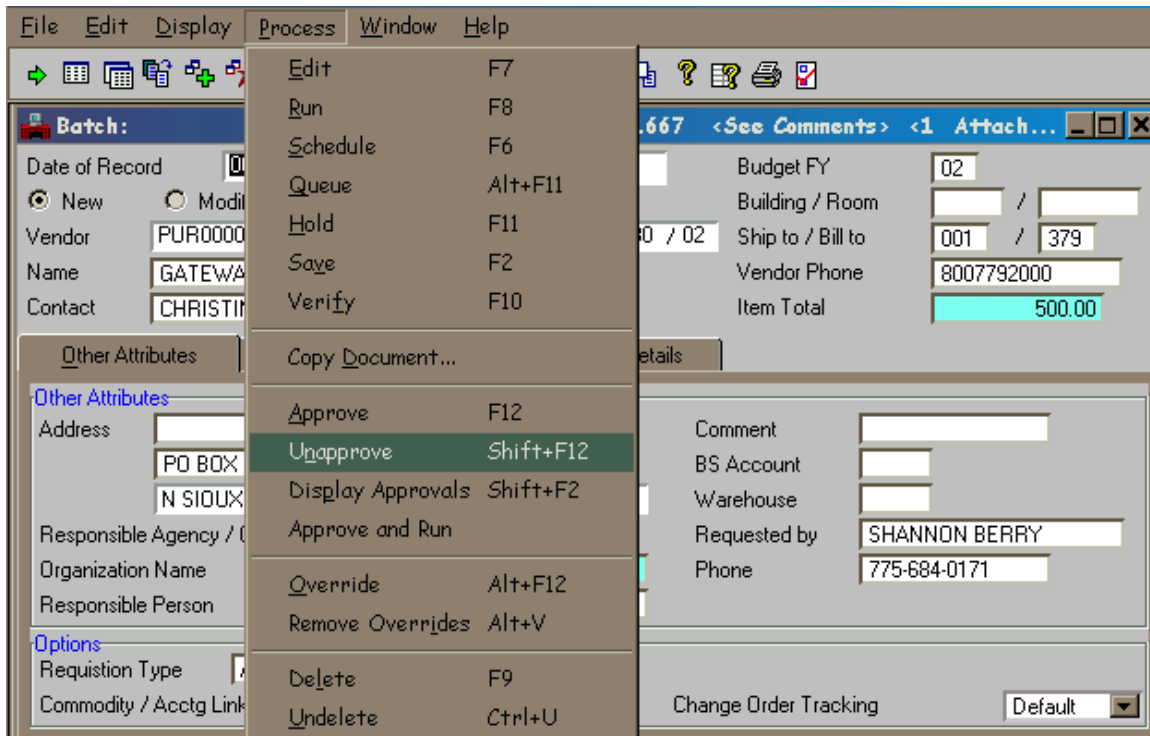 File Edit Display Process Window Help
Batch: .667 <See Comments> <1 Attach...
Date of Record Budget FY 02
New Building / Room /
Vendor PUR0000 / 02 Ship to / Bill to 001 / 379
Name GATEWA Vendor Phone 8007792000
Contact CHRISTI Item Total 500.00
Edit F7
Run F8
Schedule F6
Queue Alt+F11
Hold F11
Save F2
Verify F10
Copy Document...
Approve F12
Unapprove Shift+F12
Display Approvals Shift+F2
Approve and Run
Override Alt+F12
Remove Overrides Alt+V
Delete F9
Undelete Ctrl+U
Other Attributes etails
Other Attributes
Address Comment
PO BOX BS Account
N SIOUX Warehouse
Responsible Agency / Requested by SHANNON BERRY
Organization Name Phone 775-684-0171
Responsible Person
Options
Requistion Type
Commodity / Acctg Link Change Order Tracking Default